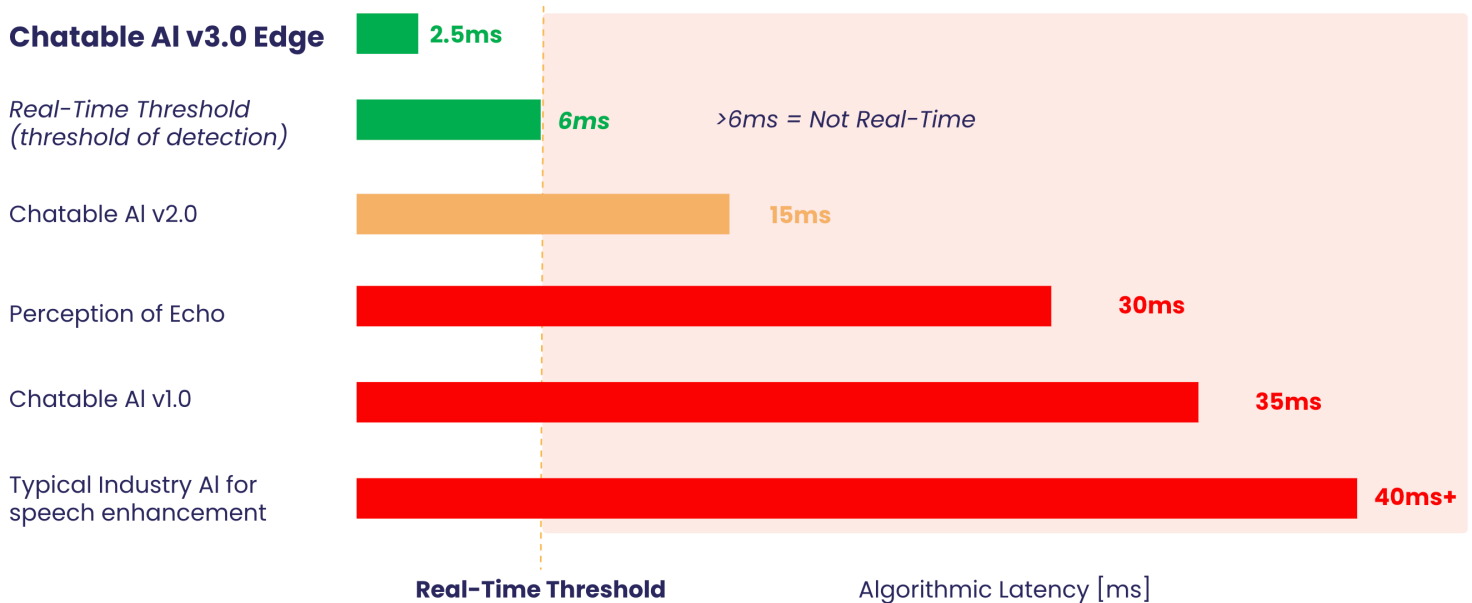 Chatable AI v3.0 Edge
2.5ms
Real-Time Threshold
(threshold of detection)
6ms
>6ms = Not Real-Time
Chatable AI v2.0
15ms
Perception of Echo
30ms
Chatable AI v1.0
35ms
Typical Industry AI for
speech enhancement
40ms+
Real-Time Threshold
Algorithmic Latency [ms]